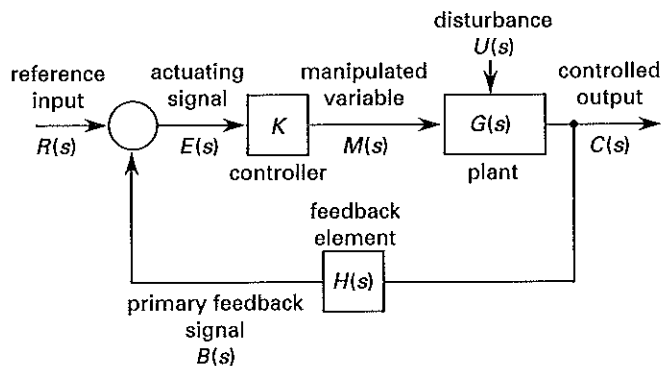 disturbance
U(s)
reference
input
R(s)
actuating
signal
E(s)
K
controller
manipulated
variable
M(s)
G(s)
plant
controlled
output
C(s)
feedback
element
H(s)
primary feedback
signal
B(s)